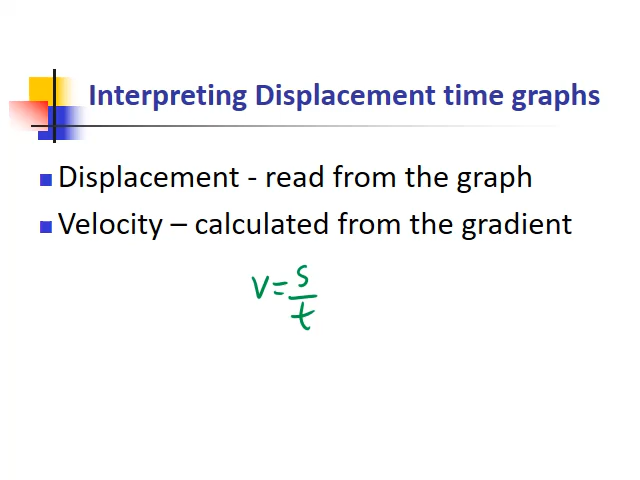 Interpreting Displacement time graphs
Displacement - read from the graph
Velocity – calculated from the gradient
v = s/t